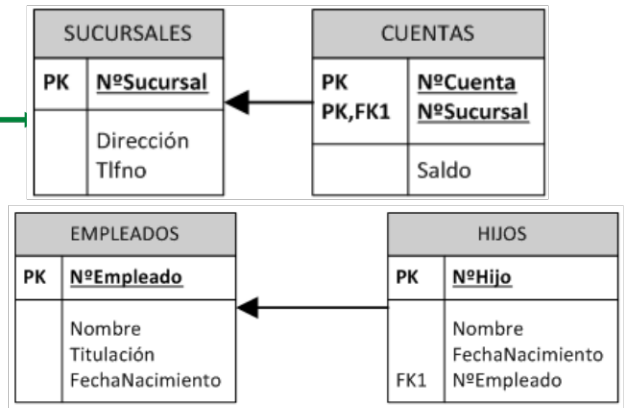 SUCURSALES
PK NºSucursal
Dirección
Tlfno
CUENTAS
PK NºCuenta
PK,FK1 NºSucursal
Saldo
EMPLEADOS
PK NºEmpleado
Nombre
Titulación
FechaNacimiento
HIJOS
PK NºHijo
Nombre
FechaNacimiento
FK1 NºEmpleado